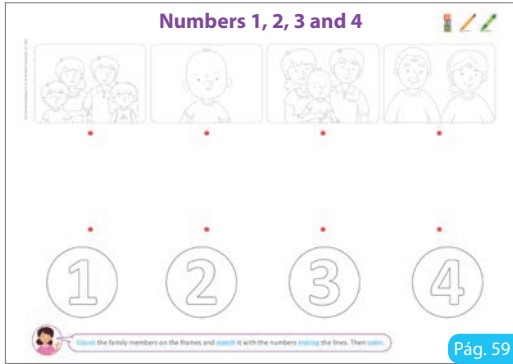 Numbers 1, 2, 3 and 4
1
2
3
4
Count the family members on the frames and match it with the numbers tracing the lines. Then color.
Pág. 59